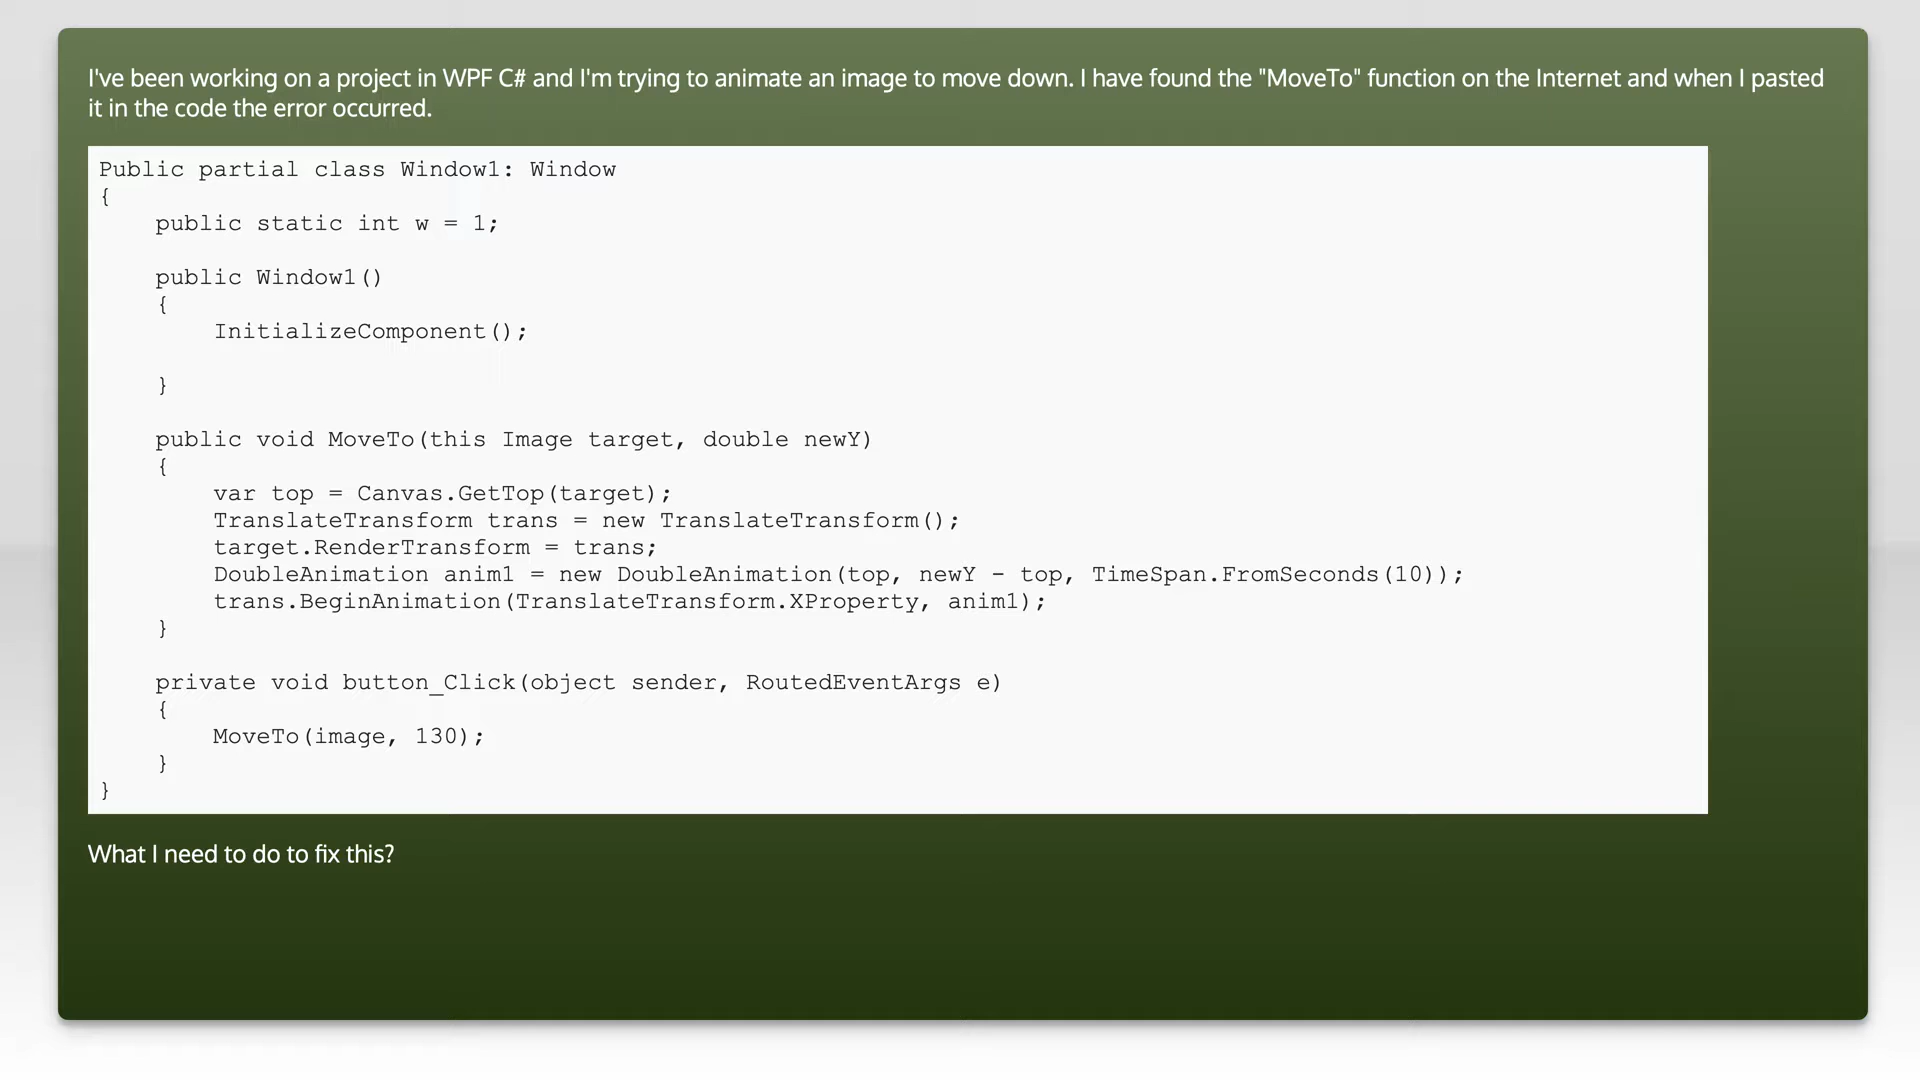 I've been working on a project in WPF C# and I'm trying to animate an image to move down. I have found the "MoveTo" function on the Internet and when I pasted
it in the code the error occurred.
Public partial class Window1: Window
{
    public static int w = 1;
    public Window1()
    {
        InitializeComponent();
    }
    public void MoveTo(this Image target, double newY)
    {
        var top = Canvas.GetTop(target);
        TranslateTransform trans = new TranslateTransform();
        target.RenderTransform = trans;
        DoubleAnimation anim1 = new DoubleAnimation(top, newY - top, TimeSpan.FromSeconds(10));
        trans.BeginAnimation(TranslateTransform.XProperty, anim1);
    }
    private void button_Click(object sender, RoutedEventArgs e)
    {
        MoveTo(image, 130);
    }
}
What I need to do to fix this?